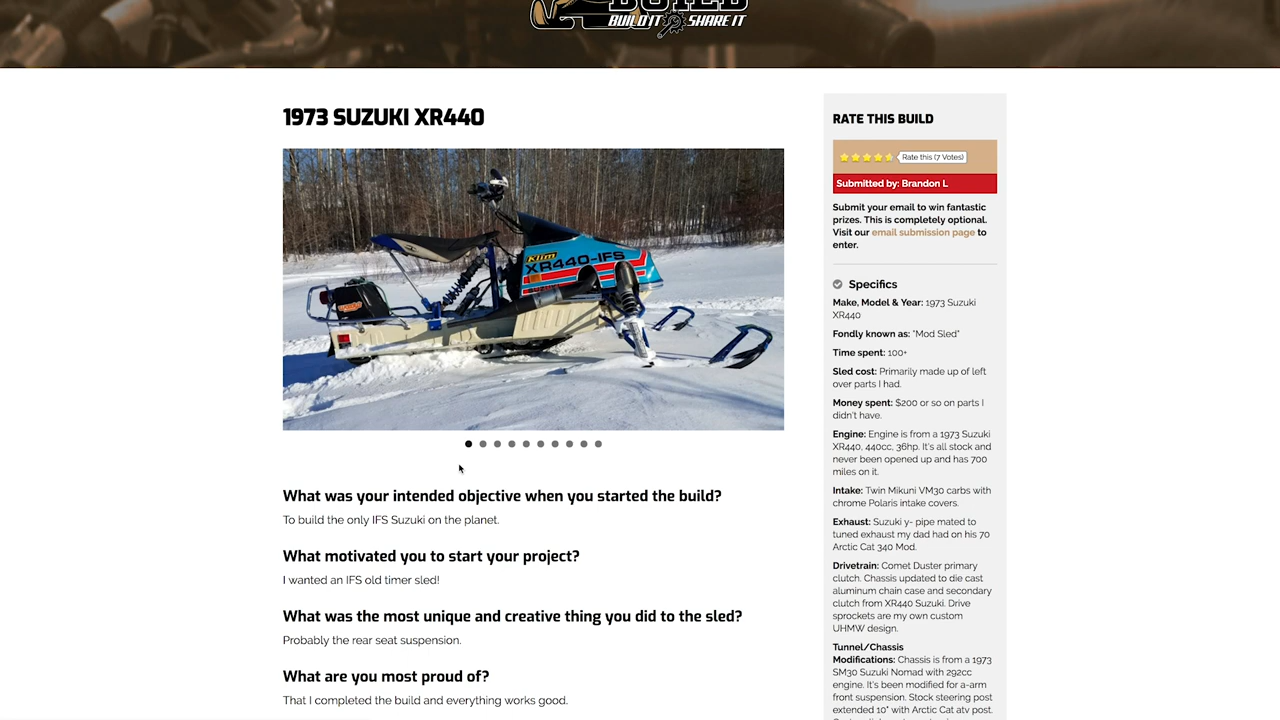 BUILD
BUILD IT SHARE IT
1973 SUZUKI XR440
Klim
XR440-IFS
What was your intended objective when you started the build?
To build the only IFS Suzuki on the planet.
What motivated you to start your project?
I wanted an IFS old timer sled!
What was the most unique and creative thing you did to the sled?
Probably the rear seat suspension.
What are you most proud of?
That I completed the build and everything works good.
RATE THIS BUILD
Rate this (7 Votes)
Submitted by: Brandon L
Submit your email to win fantastic
prizes. This is completely optional.
Visit our email submission page to
enter.
Specifics
Make, Model & Year: 1973 Suzuki
XR440
Fondly known as: "Mod Sled"
Time spent: 100+
Sled cost: Primarily made up of left
over parts I had.
Money spent: $200 or so on parts I
didn't have.
Engine: Engine is from a 1973 Suzuki
XR440, 440cc, 36hp. It's all stock and
never been opened up and has 700
miles on it.
Intake: Twin Mikuni VM30 carbs with
chrome Polaris intake covers.
Exhaust: Suzuki y- pipe mated to
tuned exhaust my dad had on his 70
Arctic Cat 340 Mod.
Drivetrain: Comet Duster primary
clutch. Chassis updated to die cast
aluminum chain case and secondary
clutch from XR440 Suzuki. Drive
sprockets are my own custom
UHMW design.
Tunnel/Chassis
Modifications: Chassis is from a 1973
SM30 Suzuki Nomad with 292cc
engine. It's been modified for a-arm
front suspension. Stock steering post
extended 10" with Arctic Cat atv post.